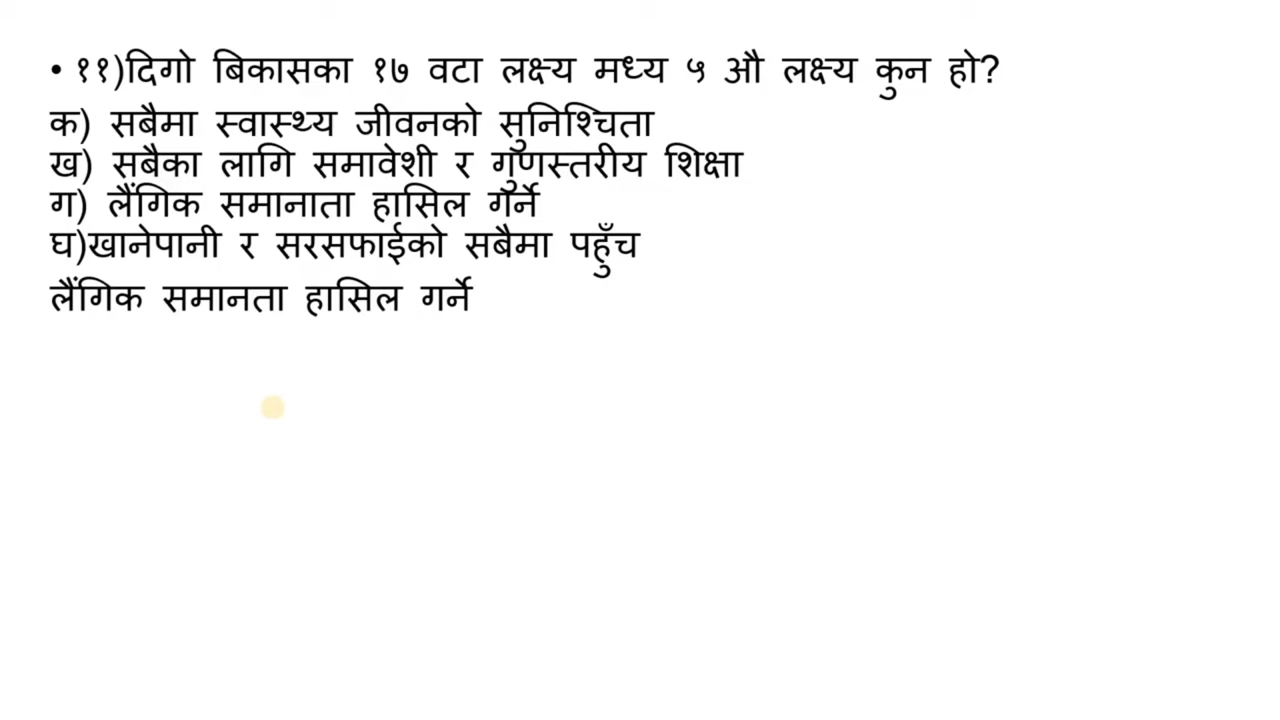 • ११)दिगो बिकासका १७ वटा लक्ष्य मध्य ५ औ लक्ष्य कुन हो?
क) सबैमा स्वास्थ्य जीवनको सुनिश्चिता
ख) सबैका लागि समावेशी र गुणस्तरीय शिक्षा
ग) लैंगिक समानाता हासिल गर्ने
घ)खानेपानी र सरसफाईको सबैमा पहुँच
लैंगिक समानता हासिल गर्ने